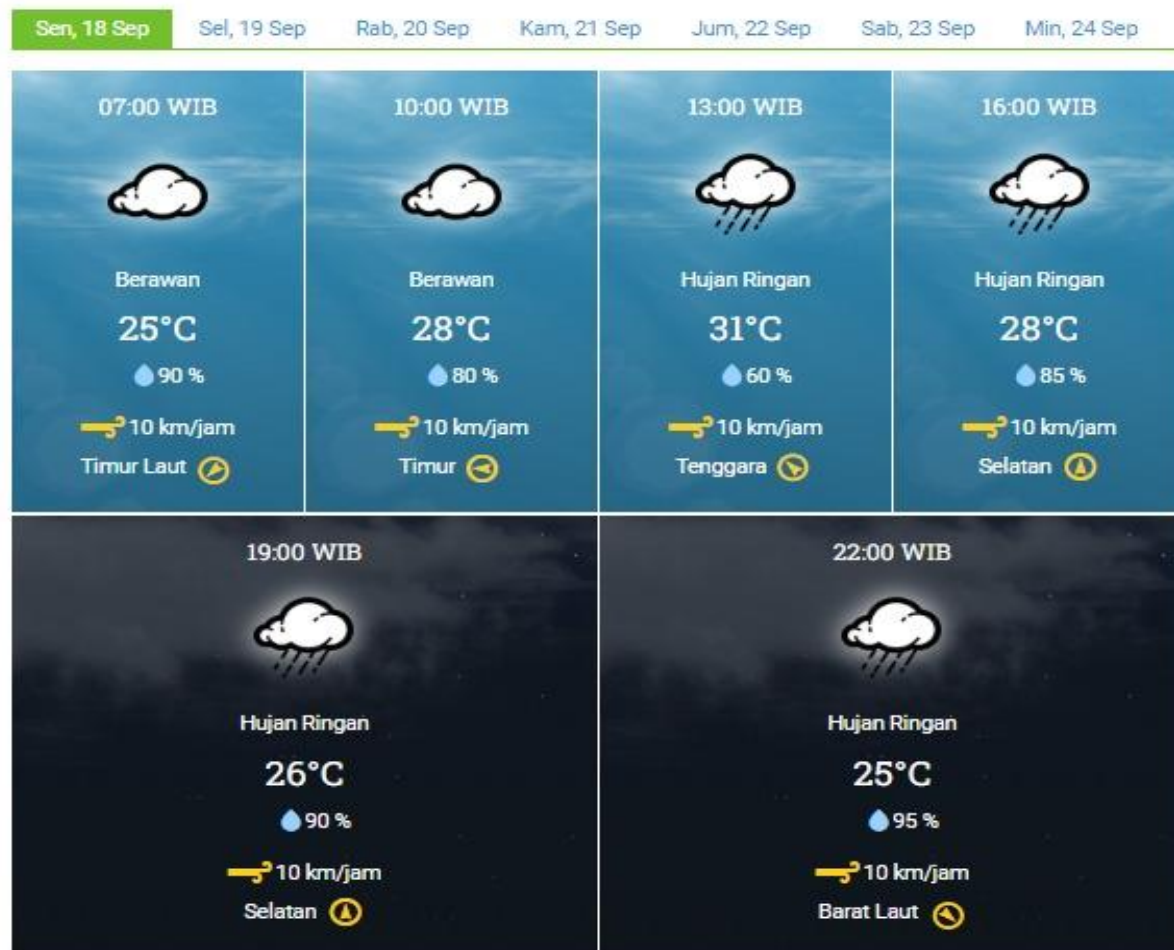 Sen, 18 Sep Sel, 19 Sep Rab, 20 Sep Kam, 21 Sep Jum, 22 Sep Sab, 23 Sep Min, 24 Sep
07:00 WIB
Berawan
25°C
90 %
10 km/jam
Timur Laut
10:00 WIB
Berawan
28°C
80 %
10 km/jam
Timur
13:00 WIB
Hujan Ringan
31°C
60 %
10 km/jam
Tenggara
16:00 WIB
Hujan Ringan
28°C
85 %
10 km/jam
Selatan
19:00 WIB
Hujan Ringan
26°C
90 %
10 km/jam
Selatan
22:00 WIB
Hujan Ringan
25°C
95 %
10 km/jam
Barat Laut